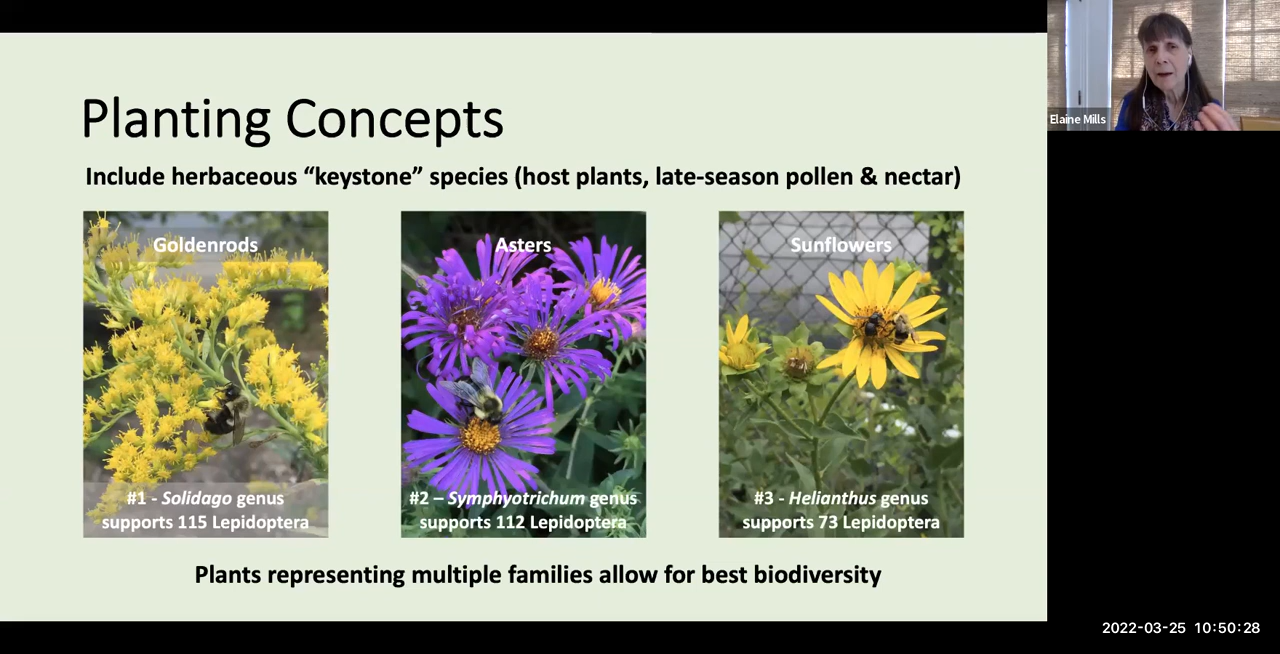 Planting Concepts
Include herbaceous “keystone” species (host plants, late-season pollen & nectar)
Goldenrods
#1 - Solidago genus
supports 115 Lepidoptera
Asters
#2 – Symphyotrichum genus
supports 112 Lepidoptera
Sunflowers
#3 - Helianthus genus
supports 73 Lepidoptera
Plants representing multiple families allow for best biodiversity
Elaine Mills
2022-03-25 10:50:28